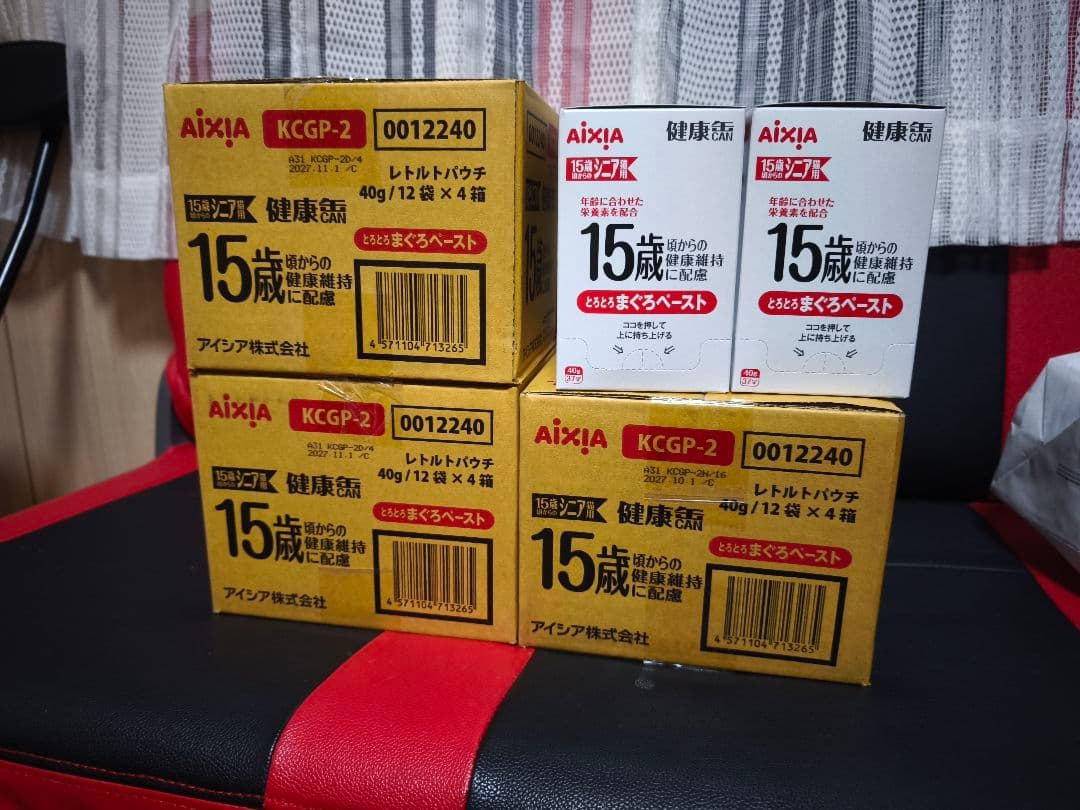 AIXIA KCGP-2 0012240
A31 KCGP-2D/4
2027.11.1 /C
レトルトパウチ
40g/12袋×4箱
15歳頃からのシニア猫用 健康缶CAN
とろとろまぐろペースト
15歳頃からの健康維持に配慮
4 571104 713265
アイシア株式会社
AIXIA 健康缶CAN
15歳頃からのシニア猫用
年齢に合わせた
栄養素を配合
15歳頃からの健康維持に配慮
とろとろまぐろペースト
ココを押して
上に持ち上げる
40g
AIXIA 健康缶CAN
15歳頃からのシニア猫用
年齢に合わせた
栄養素を配合
15歳頃からの健康維持に配慮
とろとろまぐろペースト
ココを押して
上に持ち上げる
40g
AIXIA KCGP-2 0012240
A31 KCGP-2D/4
2027.11.1 /C
レトルトパウチ
40g/12袋×4箱
15歳頃からのシニア猫用 健康缶CAN
とろとろまぐろペースト
15歳頃からの健康維持に配慮
4 571104 713265
アイシア株式会社
AIXIA KCGP-2 0012240
A31 KCGP-2H/16
2027.10.1 /C
レトルトパウチ
40g/12袋×4箱
15歳頃からのシニア猫用 健康缶CAN
とろとろまぐろペースト
15歳頃からの健康維持に配慮
4 571104 713265
アイシア株式会社